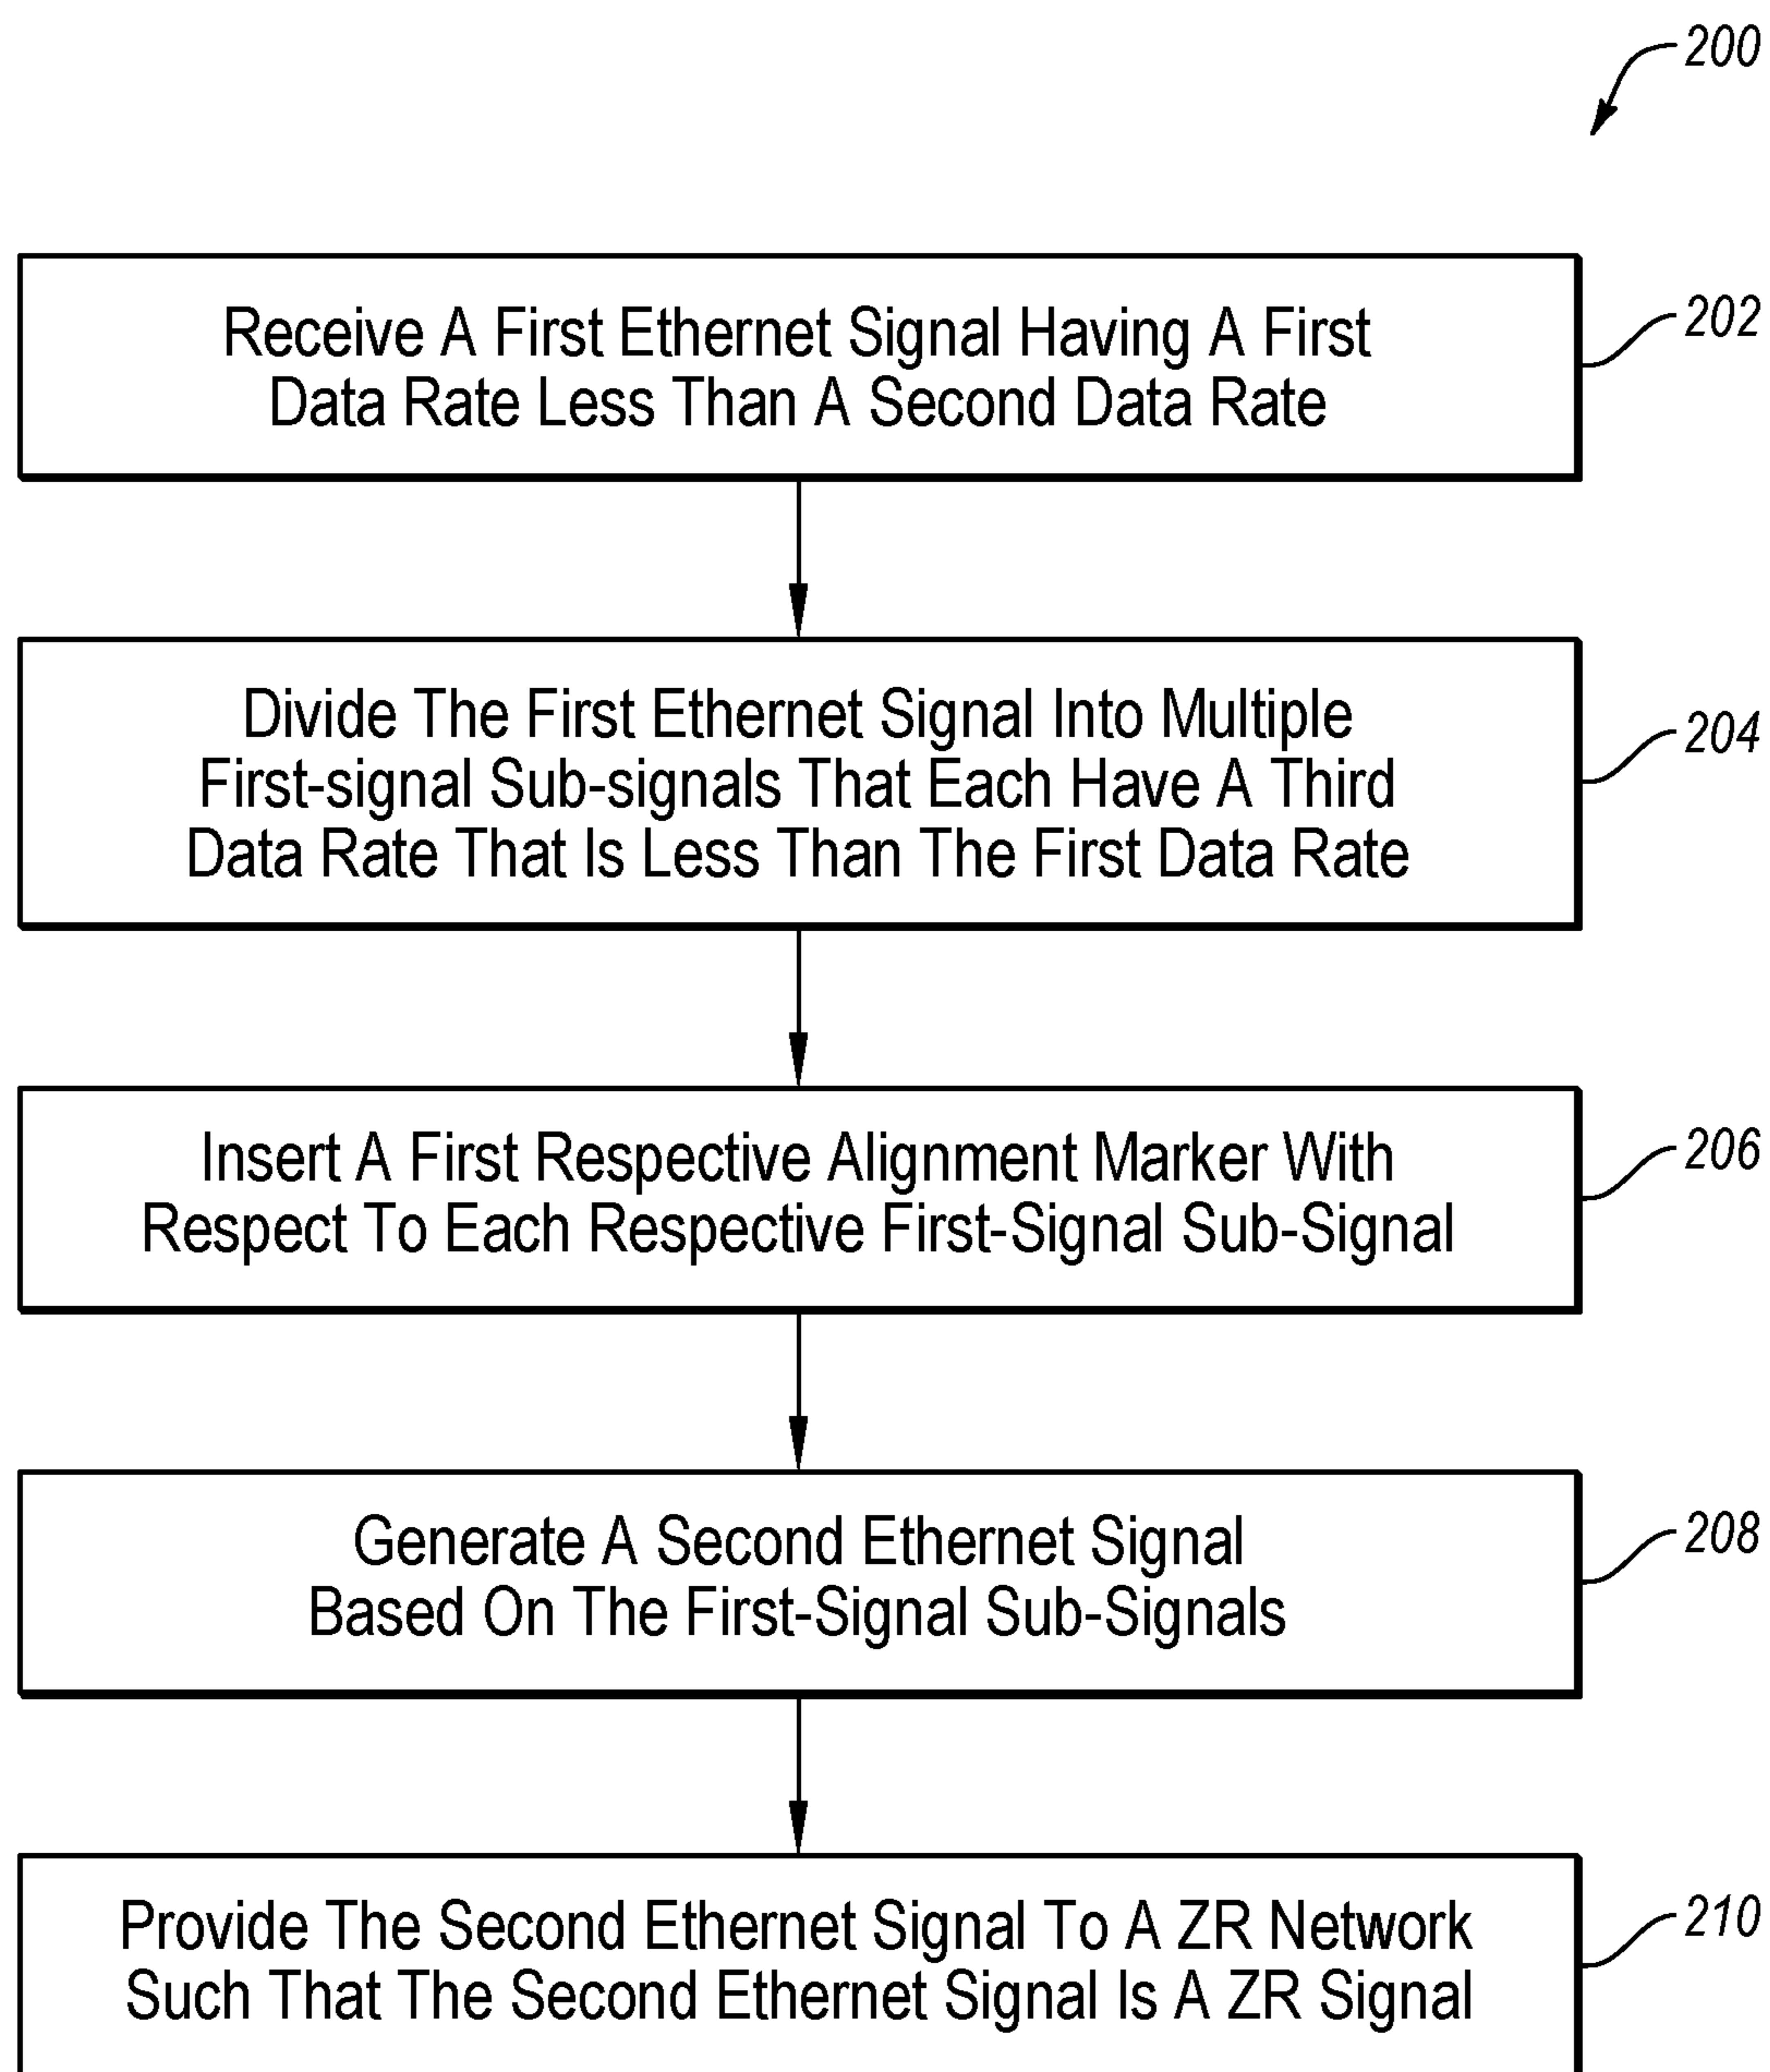 200
Receive A First Ethernet Signal Having A First
Data Rate Less Than A Second Data Rate
202
Divide The First Ethernet Signal Into Multiple
First-signal Sub-signals That Each Have A Third
Data Rate That Is Less Than The First Data Rate
204
Insert A First Respective Alignment Marker With
Respect To Each Respective First-Signal Sub-Signal
206
Generate A Second Ethernet Signal
Based On The First-Signal Sub-Signals
208
Provide The Second Ethernet Signal To A ZR Network
Such That The Second Ethernet Signal Is A ZR Signal
210